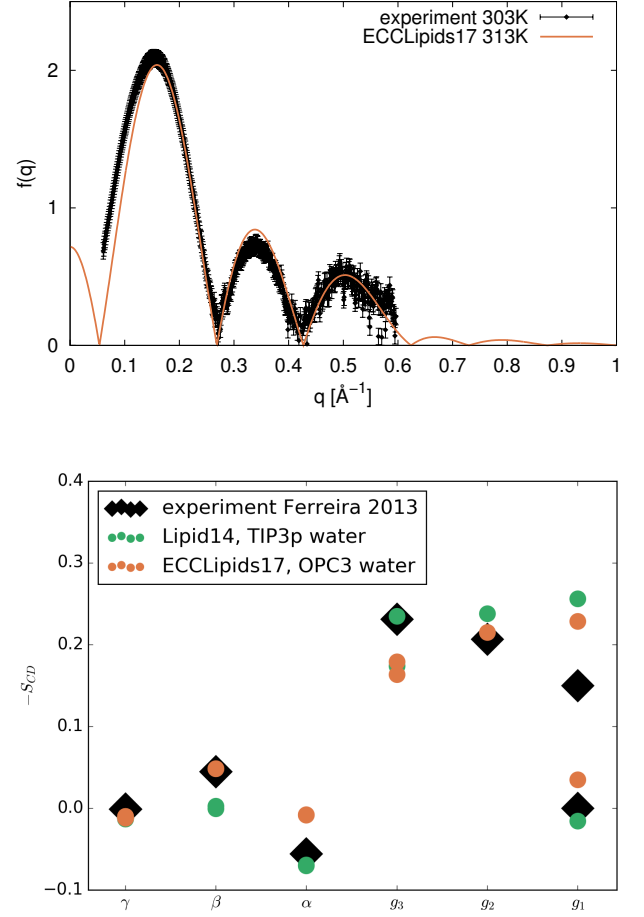 experiment 303K
ECCLipids17 313K
2
1
0
f(q)
0 0.1 0.2 0.3 0.4 0.5 0.6 0.7 0.8 0.9 1
q [Å⁻¹]
0.4
0.3
0.2
0.1
0.0
−0.1
−S_CD
experiment Ferreira 2013
Lipid14, TIP3p water
ECCLipids17, OPC3 water
γ β α g₃ g₂ g₁